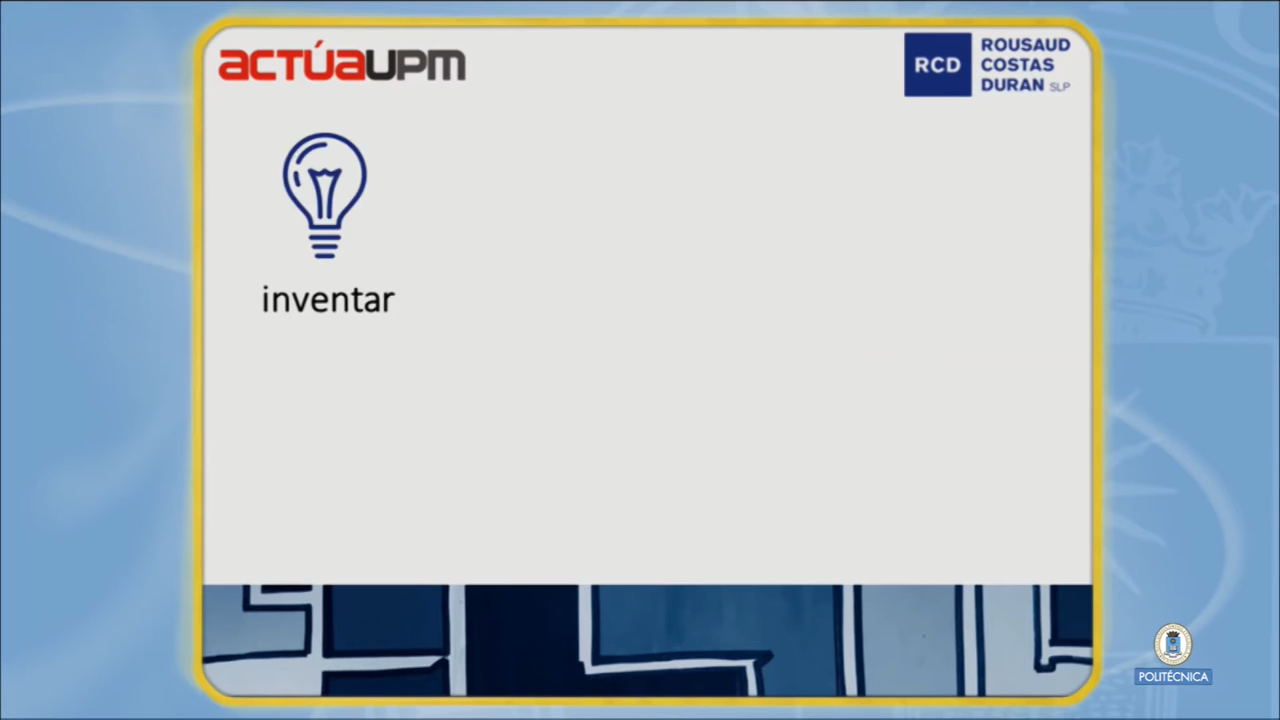 actúaupm
RCD
ROUSAUD
COSTAS
DURAN SLP
inventar
POLITÉCNICA